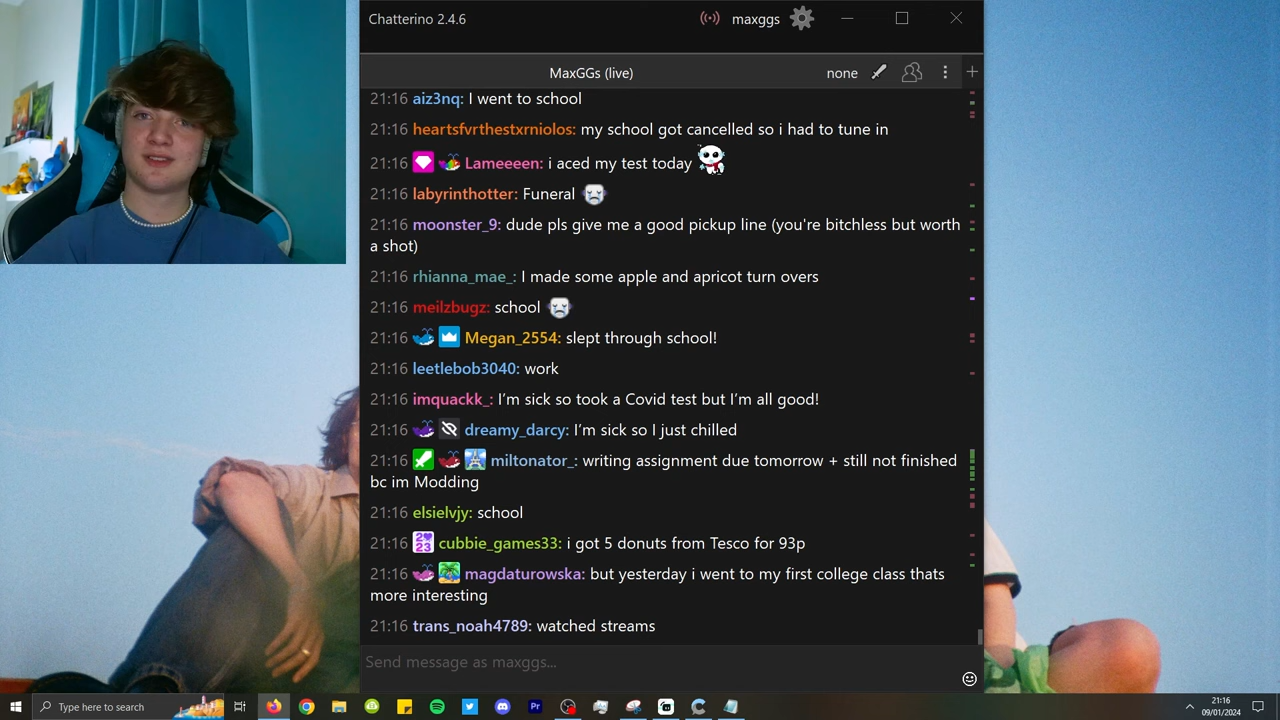 Chatterino 2.4.6
maxggs
MaxGGs (live)
none
21:16 aiz3nq: I went to school
21:16 heartsfvrthestxrniolos: my school got cancelled so i had to tune in
21:16 Lameeeen: i aced my test today
21:16 labyrinthotter: Funeral
21:16 moonster_9: dude pls give me a good pickup line (you're bitchless but worth
a shot)
21:16 rhianna_mae_: I made some apple and apricot turn overs
21:16 meilzbugz: school
21:16 Megan_2554: slept through school!
21:16 leetlebob3040: work
21:16 imquackk_: I'm sick so took a Covid test but I'm all good!
21:16 dreamy_darcy: I'm sick so I just chilled
21:16 miltonator_: writing assignment due tomorrow + still not finished
bc im Modding
21:16 elsielvjy: school
21:16 cubbie_games33: i got 5 donuts from Tesco for 93p
21:16 magdaturowska: but yesterday i went to my first college class thats
more interesting
21:16 trans_noah4789: watched streams
Send message as maxggs...
Type here to search
21:16
09/01/2024